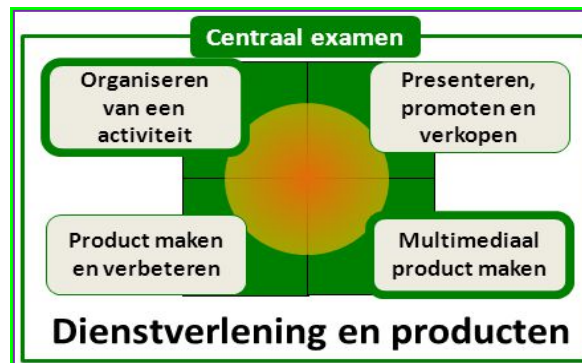 Centraal examen
Organiseren
van een
activiteit
Presenteren,
promoten en
verkopen
Product maken
en verbeteren
Multimediaal
product maken
Dienstverlening en producten